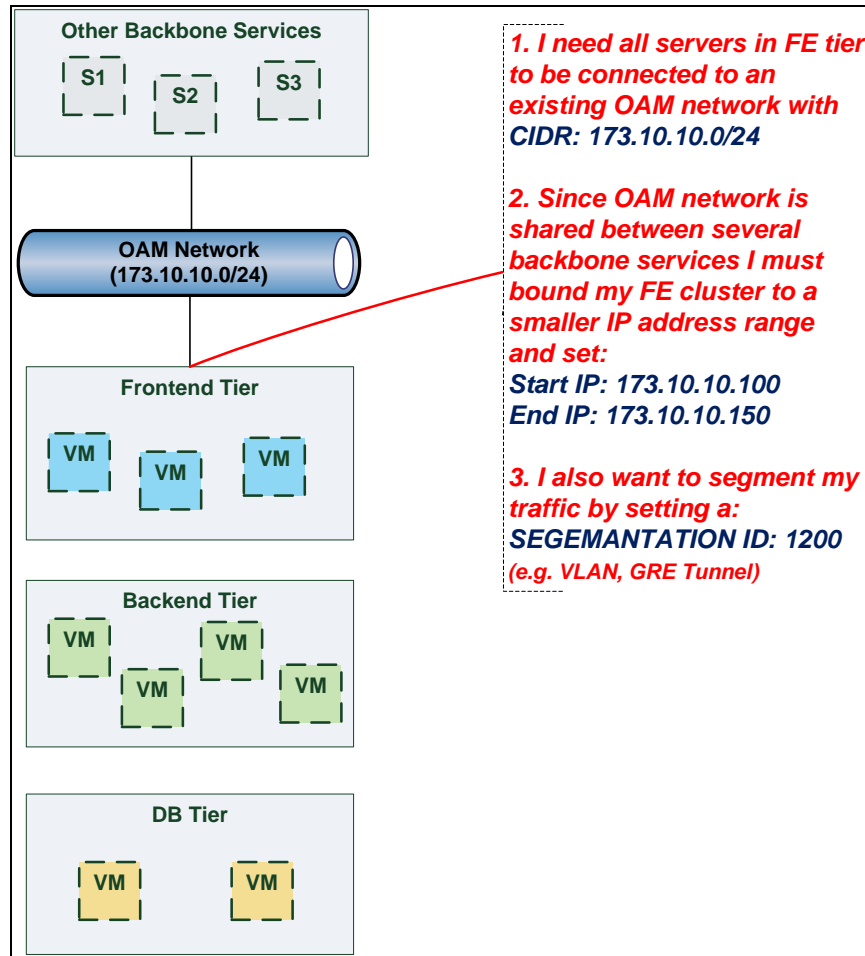 Other Backbone Services
S1
S2
S3
OAM Network
(173.10.10.0/24)
Frontend Tier
VM
VM
VM
Backend Tier
VM
VM
VM
VM
DB Tier
VM
VM
1. I need all servers in FE tier
to be connected to an
existing OAM network with
CIDR: 173.10.10.0/24
2. Since OAM network is
shared between several
backbone services I must
bound my FE cluster to a
smaller IP address range
and set:
Start IP: 173.10.10.100
End IP: 173.10.10.150
3. I also want to segment my
traffic by setting a:
SEGEMANTATION ID: 1200
(e.g. VLAN, GRE Tunnel)